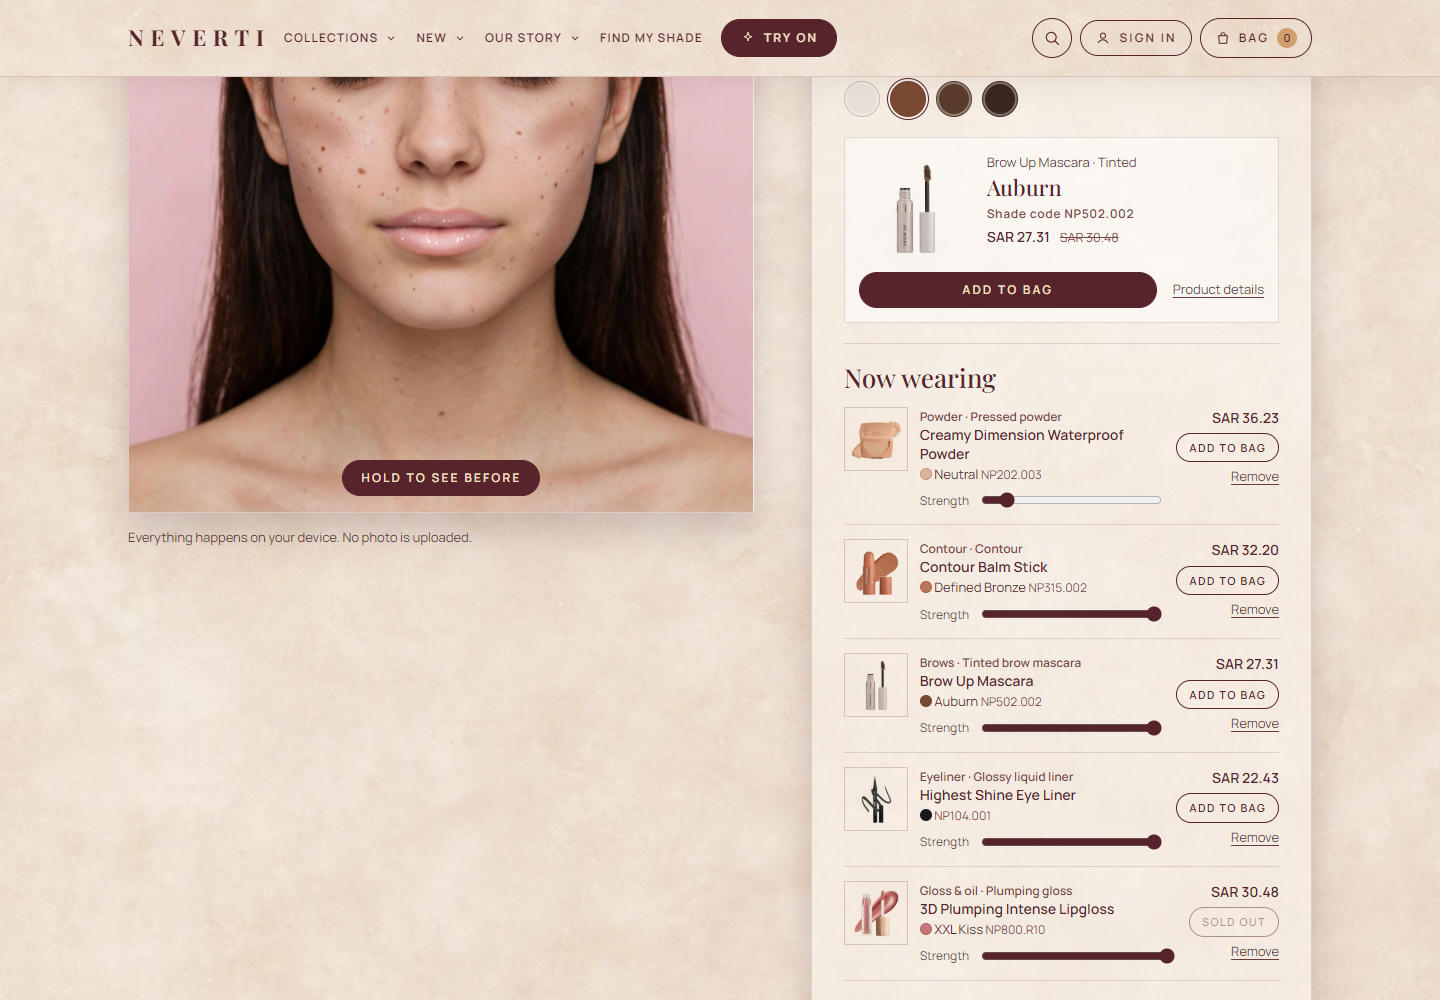 NEVERTI
COLLECTIONS
NEW
OUR STORY
FIND MY SHADE
TRY ON
SIGN IN
BAG 0
HOLD TO SEE BEFORE
Everything happens on your device. No photo is uploaded.
Brow Up Mascara · Tinted
Auburn
Shade code NP502.002
SAR 27.31 SAR 30.48
ADD TO BAG
Product details
Now wearing
Powder · Pressed powder
Creamy Dimension Waterproof
Powder
Neutral NP202.003
Strength
SAR 36.23
ADD TO BAG
Remove
Contour · Contour
Contour Balm Stick
Defined Bronze NP315.002
Strength
SAR 32.20
ADD TO BAG
Remove
Brows · Tinted brow mascara
Brow Up Mascara
Auburn NP502.002
Strength
SAR 27.31
ADD TO BAG
Remove
Eyeliner · Glossy liquid liner
Highest Shine Eye Liner
NP104.001
Strength
SAR 22.43
ADD TO BAG
Remove
Gloss & oil · Plumping gloss
3D Plumping Intense Lipgloss
XXL Kiss NP800.R10
Strength
SAR 30.48
SOLD OUT
Remove